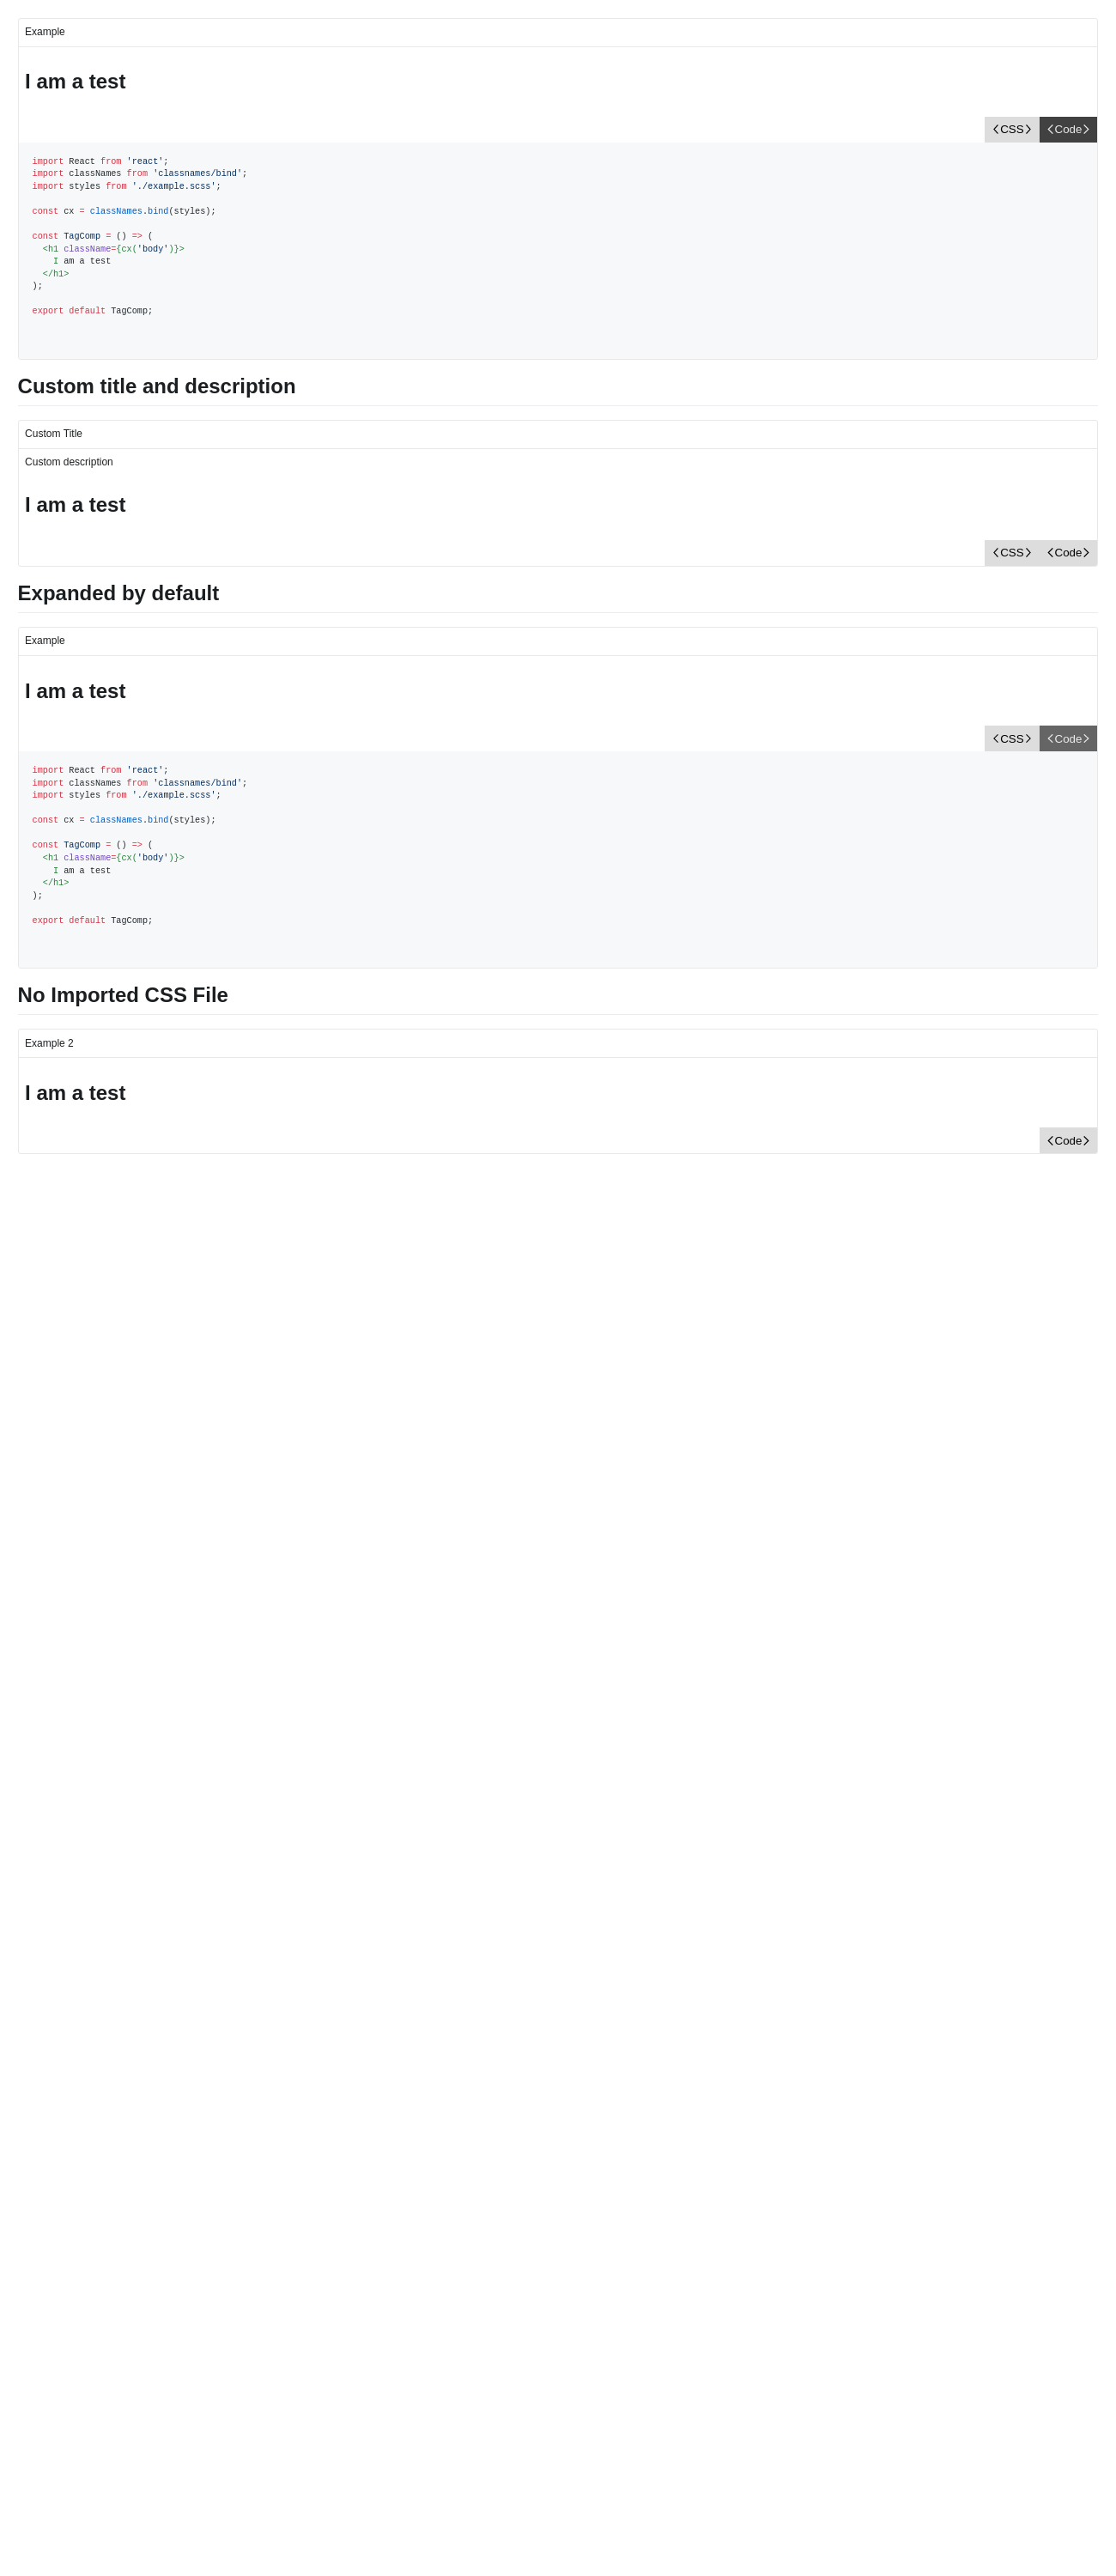 Example
I am a test
CSS Code
import React from 'react';
import classNames from 'classnames/bind';
import styles from './example.scss';
const cx = classNames.bind(styles);
const TagComp = () => (
  <h1 className={cx('body')}>
    I am a test
  </h1>
);
export default TagComp;
Custom title and description
Custom Title
Custom description
I am a test
CSS Code
Expanded by default
Example
I am a test
CSS Code
import React from 'react';
import classNames from 'classnames/bind';
import styles from './example.scss';
const cx = classNames.bind(styles);
const TagComp = () => (
  <h1 className={cx('body')}>
    I am a test
  </h1>
);
export default TagComp;
No Imported CSS File
Example 2
I am a test
Code